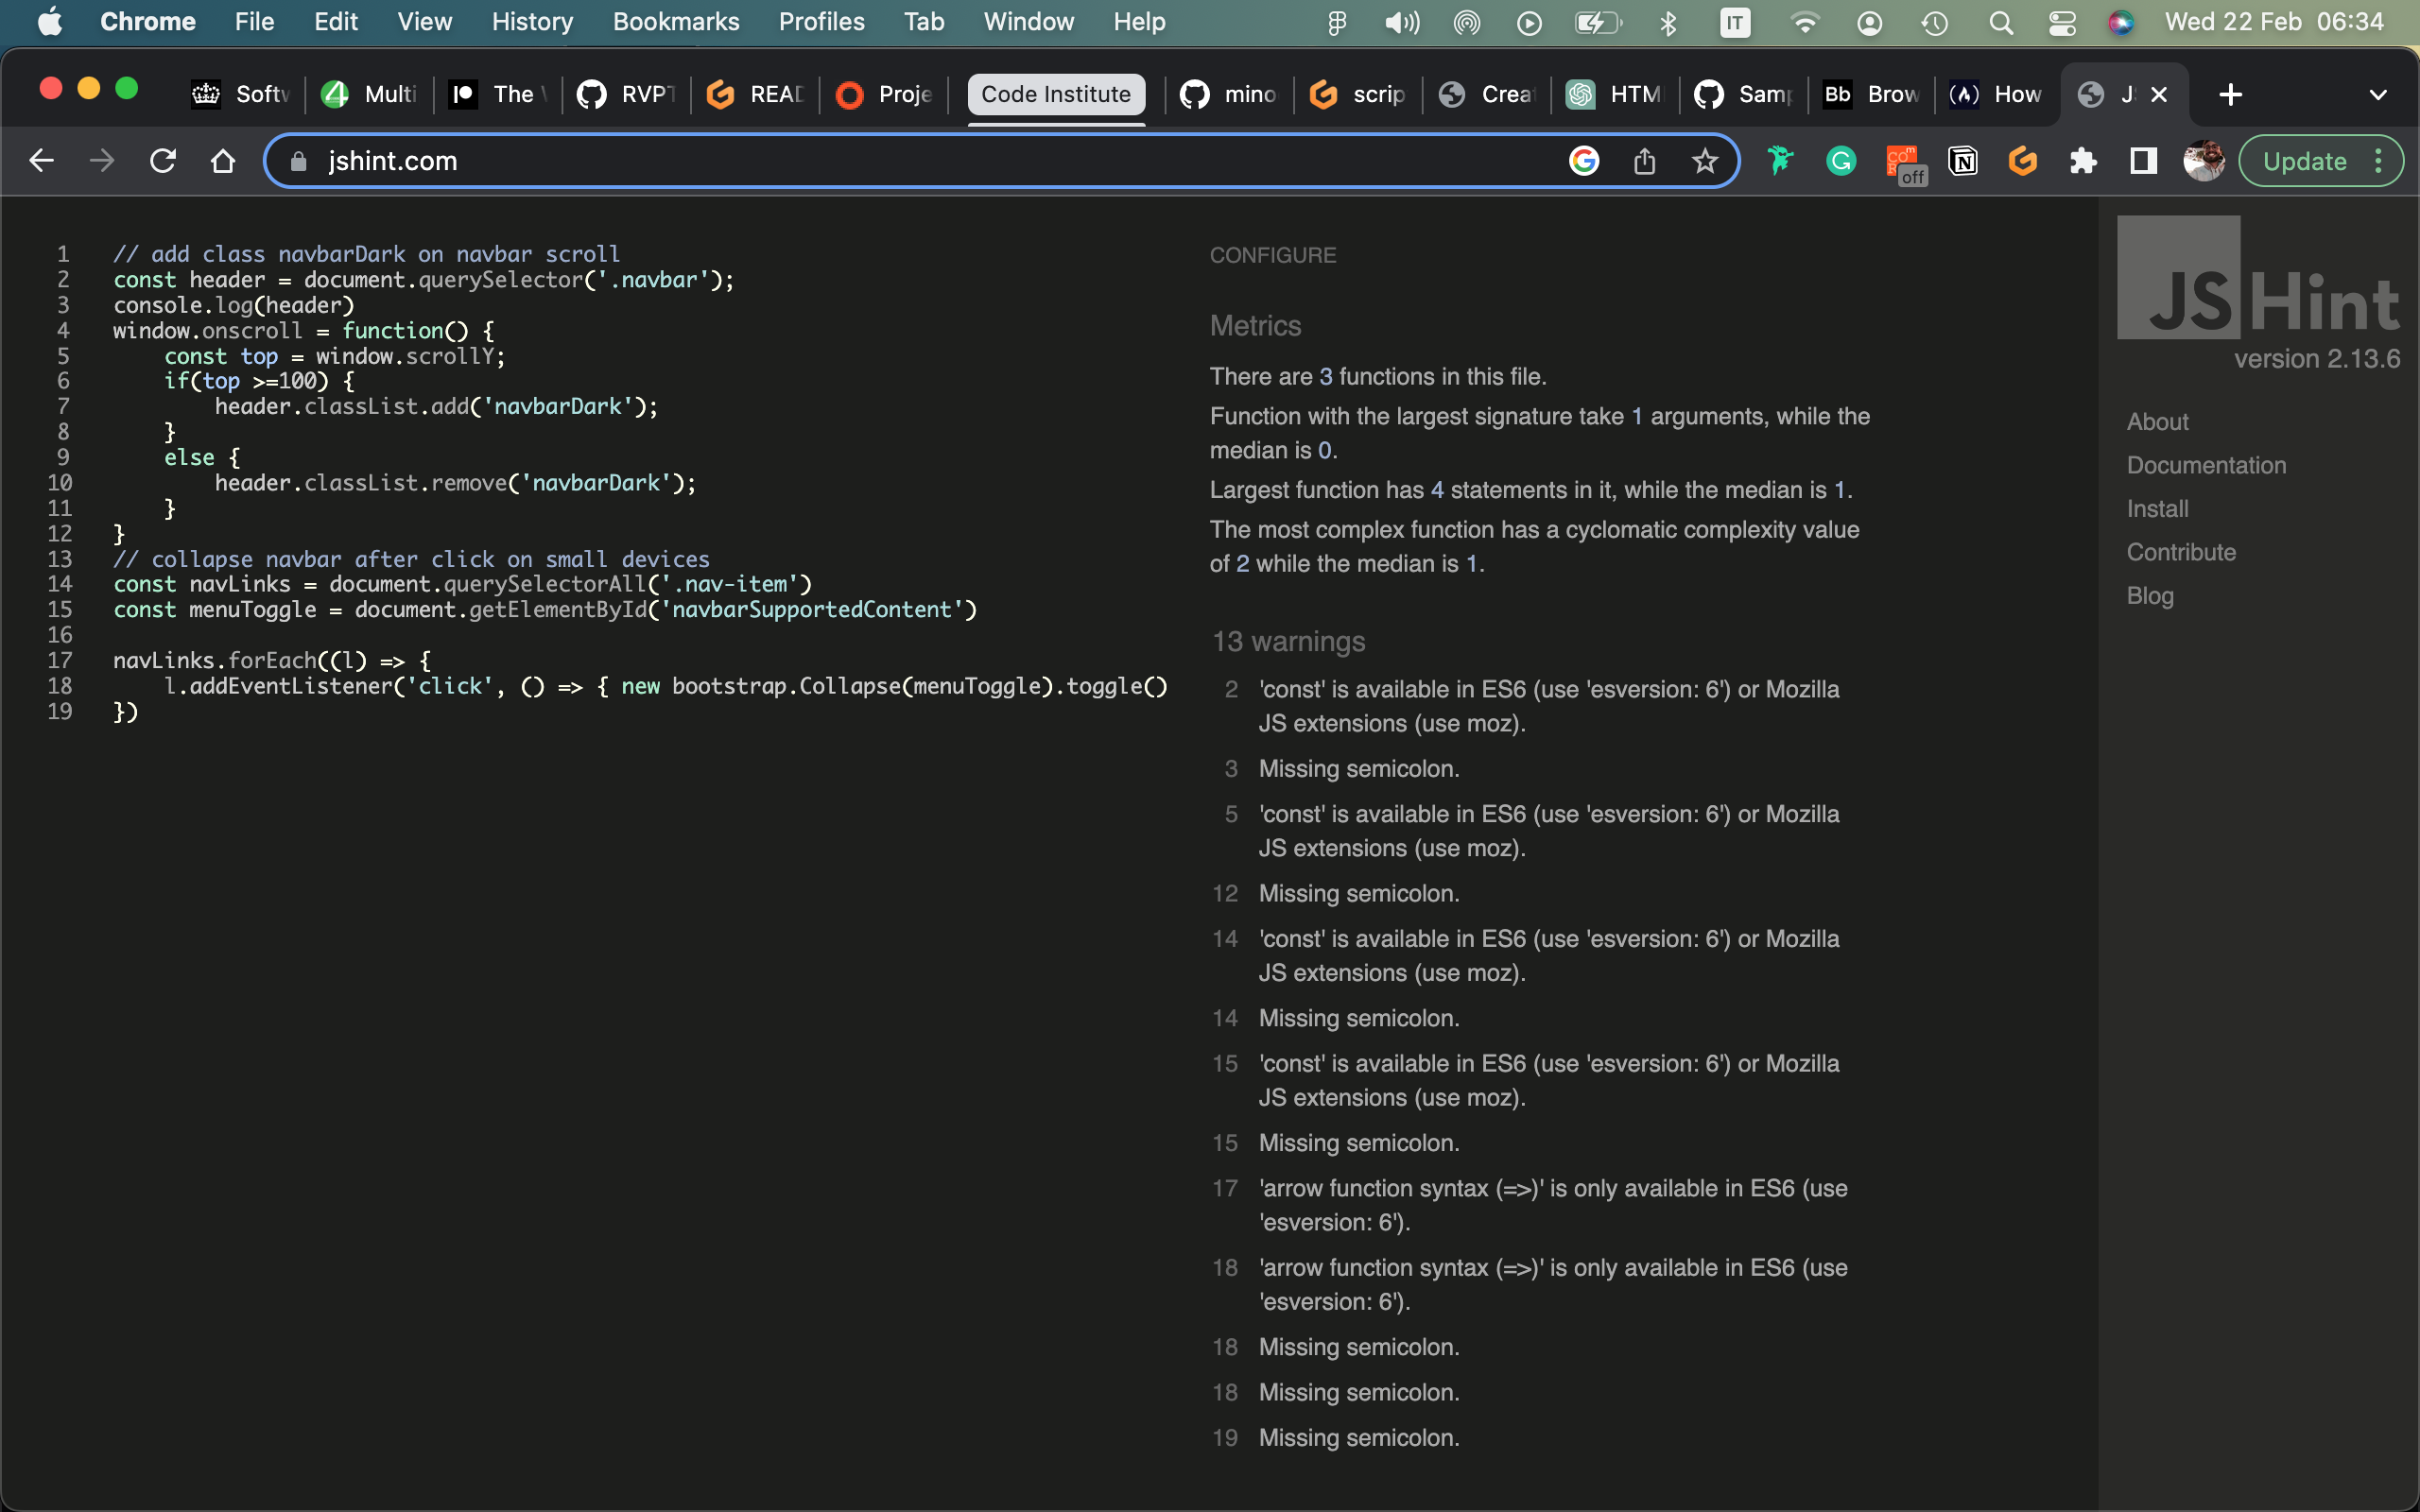 Chrome File Edit View History Bookmarks Profiles Tab Window Help IT Wed 22 Feb 06:34
Softw Multi The RVPT READ Proje Code Institute mino scrip Crea HTM Samp Bb Brow How JS
jshint.com off Update
1 // add class navbarDark on navbar scroll
2 const header = document.querySelector('.navbar');
3 console.log(header)
4 window.onscroll = function() {
5 const top = window.scrollY;
6 if(top >=100) {
7 header.classList.add('navbarDark');
8 }
9 else {
10 header.classList.remove('navbarDark');
11 }
12 }
13 // collapse navbar after click on small devices
14 const navLinks = document.querySelectorAll('.nav-item')
15 const menuToggle = document.getElementById('navbarSupportedContent')
16
17 navLinks.forEach((l) => {
18 l.addEventListener('click', () => { new bootstrap.Collapse(menuToggle).toggle()
19 })
CONFIGURE
Metrics
There are 3 functions in this file.
Function with the largest signature take 1 arguments, while the
median is 0.
Largest function has 4 statements in it, while the median is 1.
The most complex function has a cyclomatic complexity value
of 2 while the median is 1.
13 warnings
2 'const' is available in ES6 (use 'esversion: 6') or Mozilla
JS extensions (use moz).
3 Missing semicolon.
5 'const' is available in ES6 (use 'esversion: 6') or Mozilla
JS extensions (use moz).
12 Missing semicolon.
14 'const' is available in ES6 (use 'esversion: 6') or Mozilla
JS extensions (use moz).
14 Missing semicolon.
15 'const' is available in ES6 (use 'esversion: 6') or Mozilla
JS extensions (use moz).
15 Missing semicolon.
17 'arrow function syntax (=>)' is only available in ES6 (use
'esversion: 6').
18 'arrow function syntax (=>)' is only available in ES6 (use
'esversion: 6').
18 Missing semicolon.
18 Missing semicolon.
19 Missing semicolon.
JSHint
version 2.13.6
About
Documentation
Install
Contribute
Blog